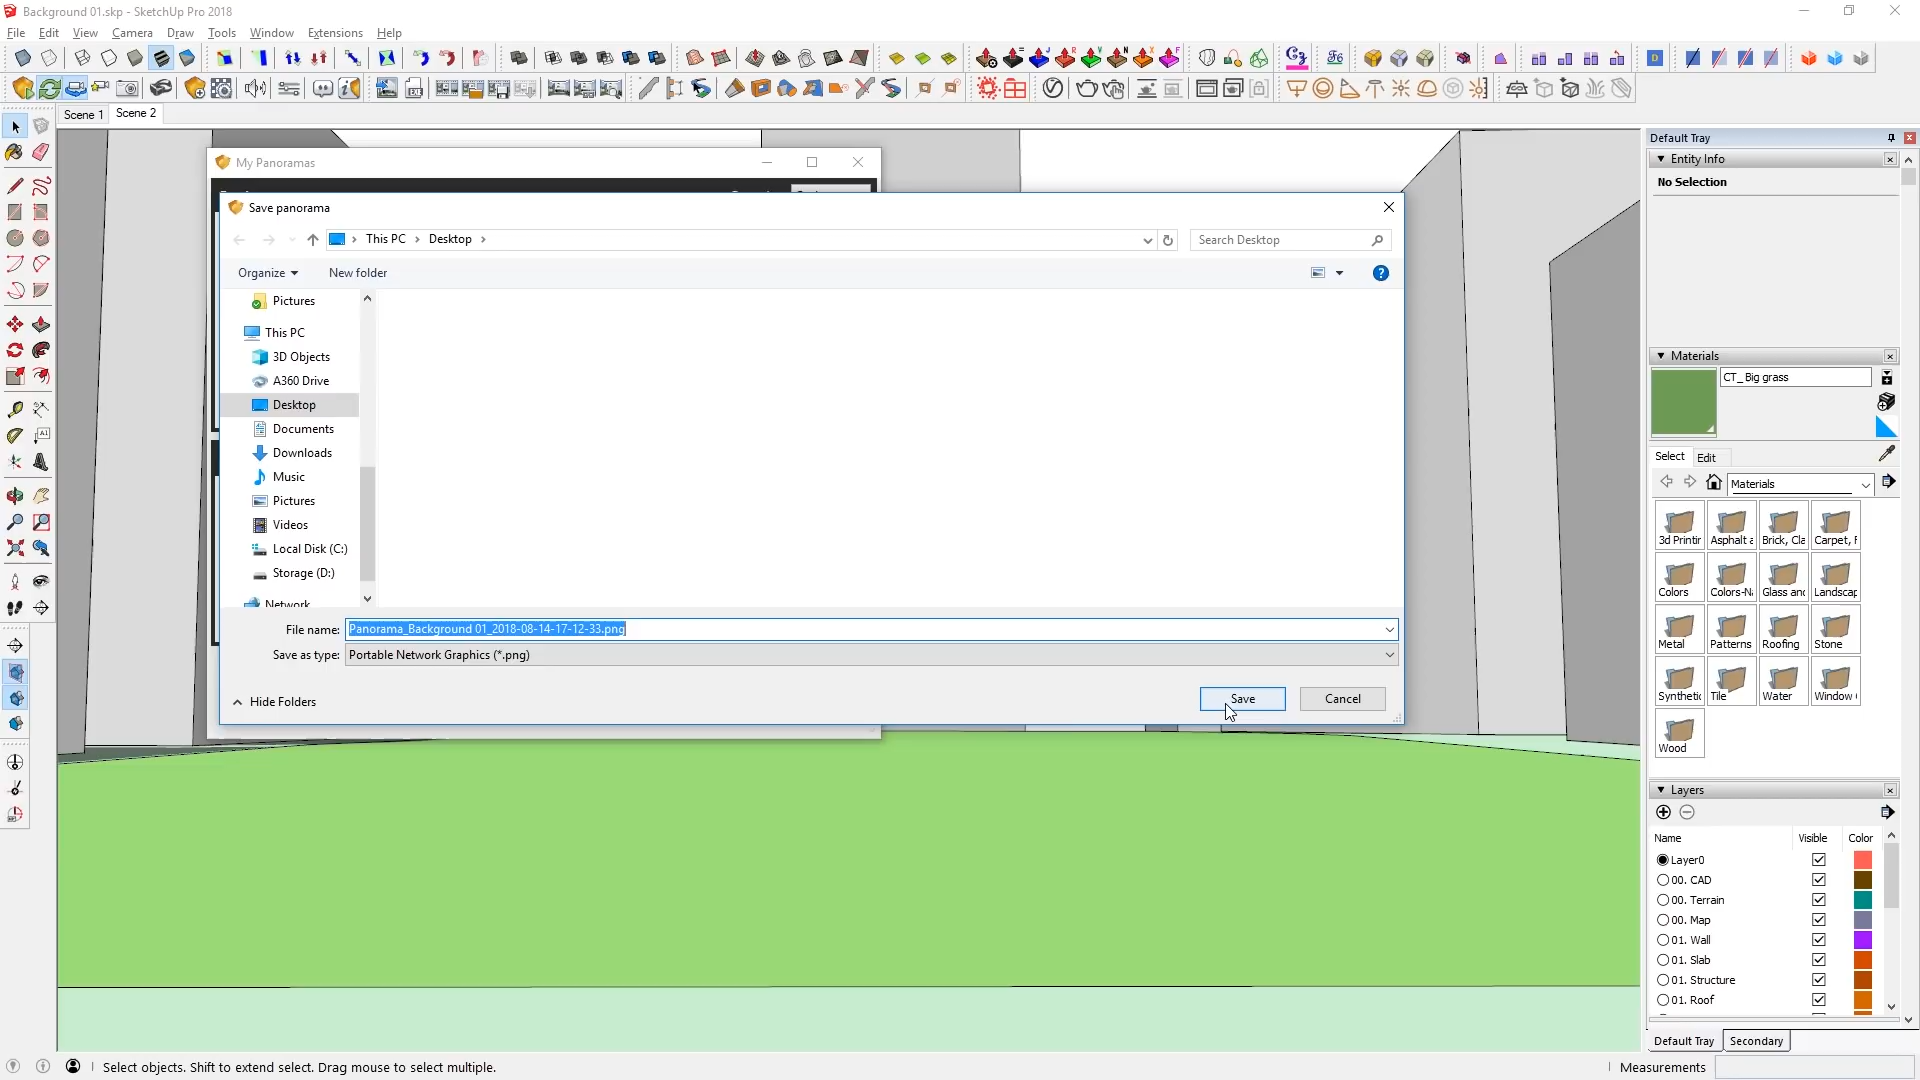 Background 01.skp - SketchUp Pro 2018
File Edit View Camera Draw Tools Window Extensions Help
Scene 1 Scene 2
My Panoramas
Save panorama
This PC Desktop
Search Desktop
Organize New folder
Pictures
This PC
3D Objects
A360 Drive
Desktop
Documents
Downloads
Music
Pictures
Videos
Local Disk (C:)
Storage (D:)
Network
File name: Panorama_Background 01_2018-08-14-17-12-33.png
Save as type: Portable Network Graphics (*.png)
Hide Folders
Save Cancel
Default Tray
Entity Info
No Selection
Materials
CT_ Big grass
Select Edit
Materials
3d Printir Asphalt a Brick, Cla Carpet, F
Colors Colors-Na Glass and Landscap
Metal Patterns Roofing Stone
Synthetic Tile Water Window
Wood
Layers
Name Visible Color
Layer0
00. CAD
00. Terrain
00. Map
01. Wall
01. Slab
01. Structure
01. Roof
Default Tray Secondary
Select objects. Shift to extend select. Drag mouse to select multiple.
Measurements